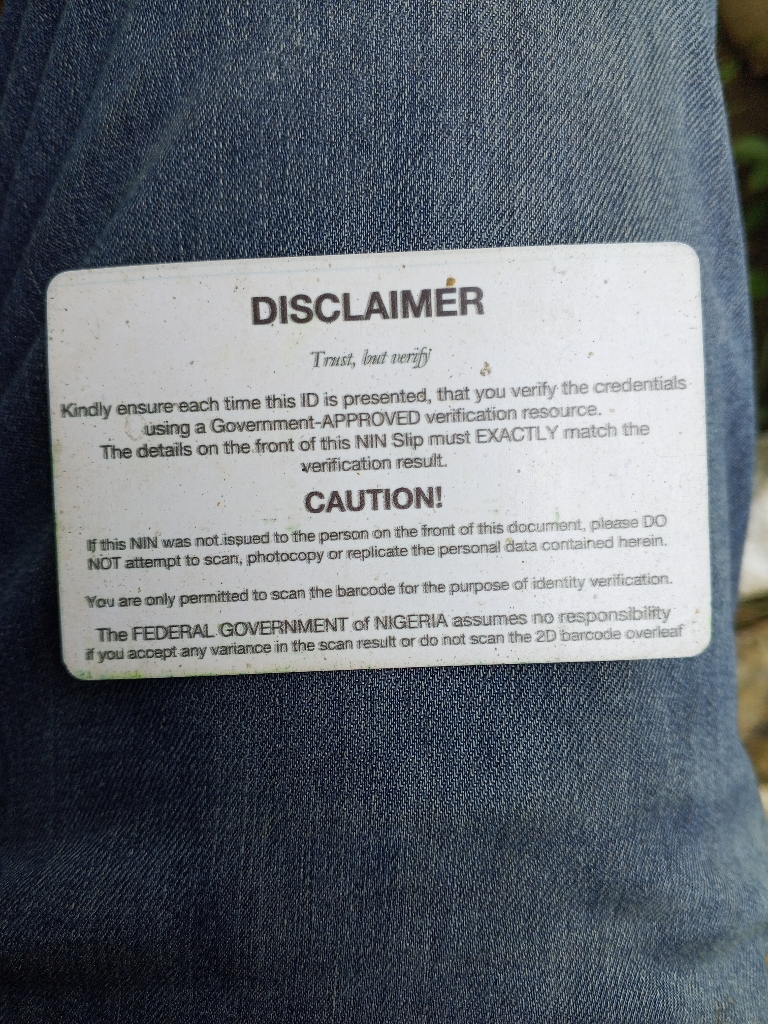 DISCLAIMER
Trust, but verify
Kindly ensure each time this ID is presented, that you verify the credentials
using a Government-APPROVED verification resource.
The details on the front of this NIN Slip must EXACTLY match the
verification result.
CAUTION!
If this NIN was not issued to the person on the front of this document, please DO
NOT attempt to scan, photocopy or replicate the personal data contained herein.
You are only permitted to scan the barcode for the purpose of identity verification.
The FEDERAL GOVERNMENT of NIGERIA assumes no responsibility
if you accept any variance in the scan result or do not scan the 2D barcode overleaf